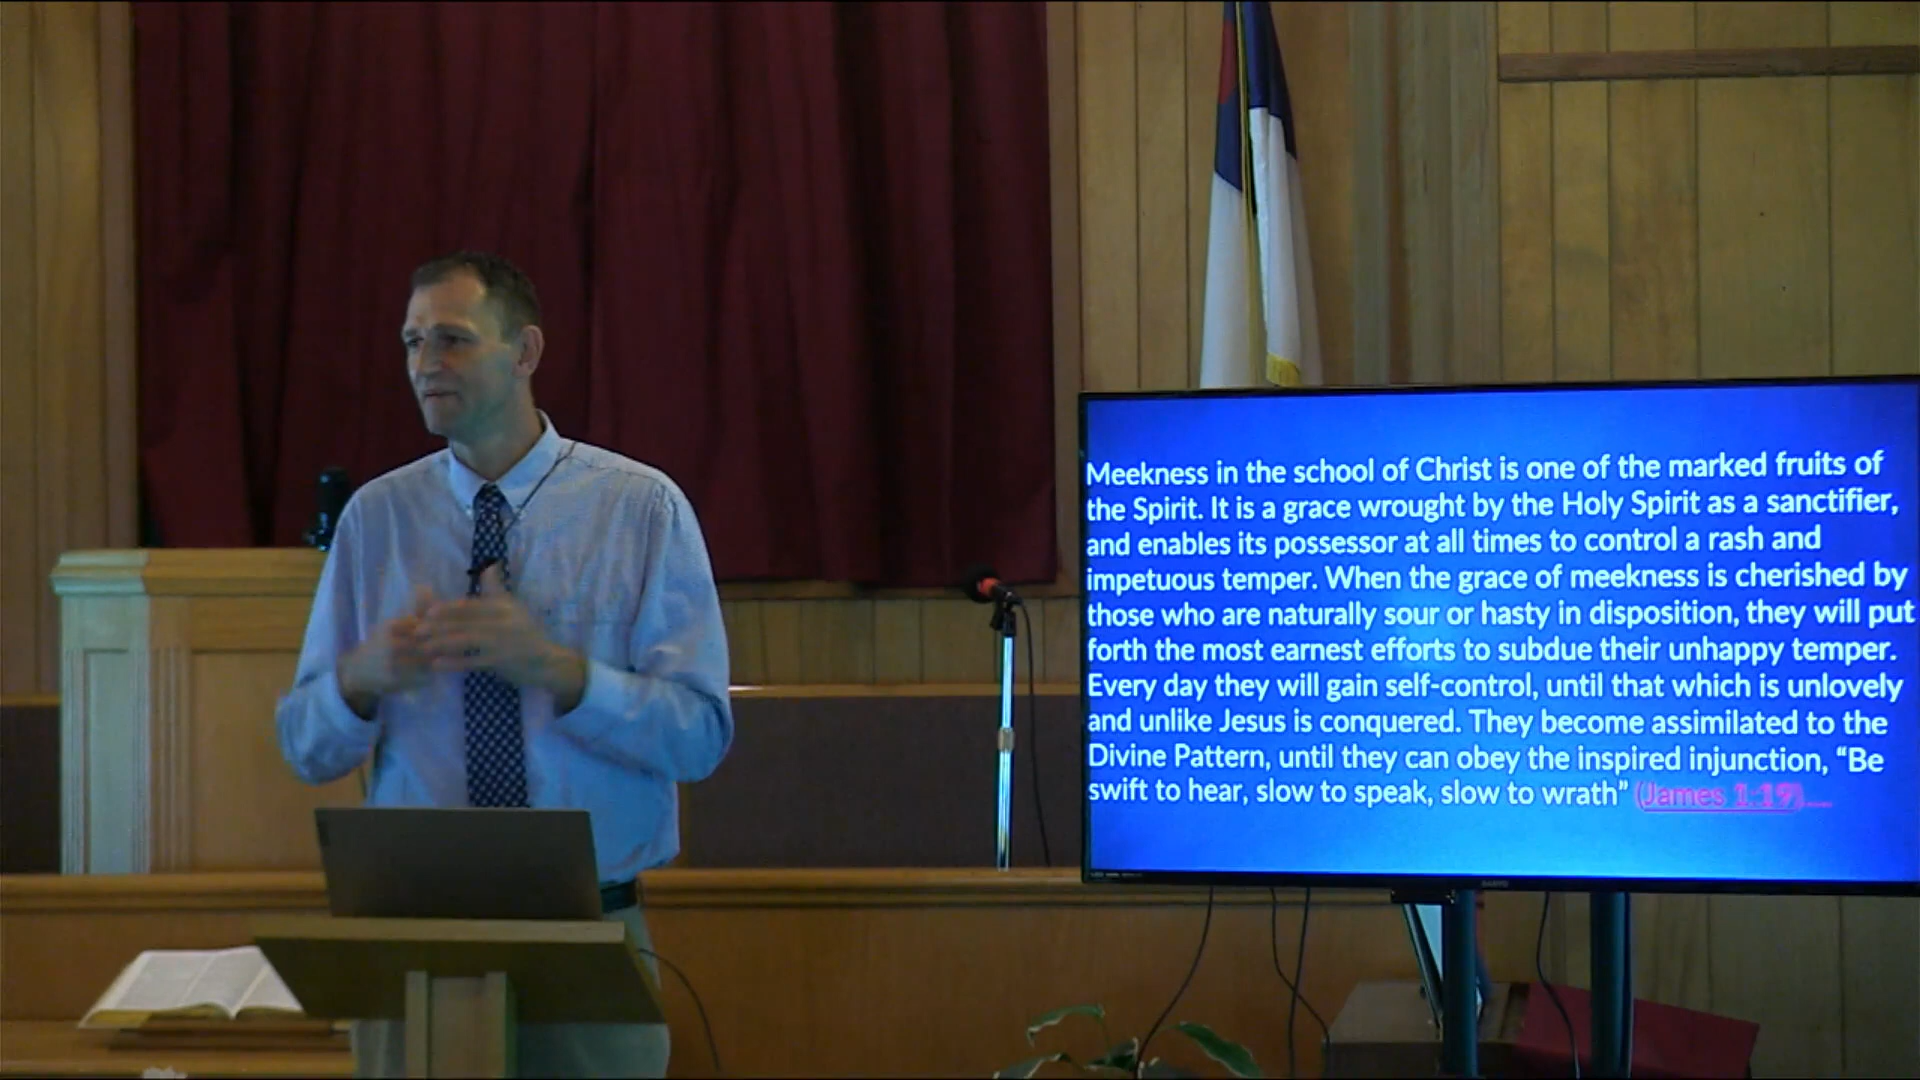 Meekness in the school of Christ is one of the marked fruits of
the Spirit. It is a grace wrought by the Holy Spirit as a sanctifier,
and enables its possessor at all times to control a rash and
impetuous temper. When the grace of meekness is cherished by
those who are naturally sour or hasty in disposition, they will put
forth the most earnest efforts to subdue their unhappy temper.
Every day they will gain self-control, until that which is unlovely
and unlike Jesus is conquered. They become assimilated to the
Divine Pattern, until they can obey the inspired injunction, “Be
swift to hear, slow to speak, slow to wrath” (James 1:19)....
SANYO